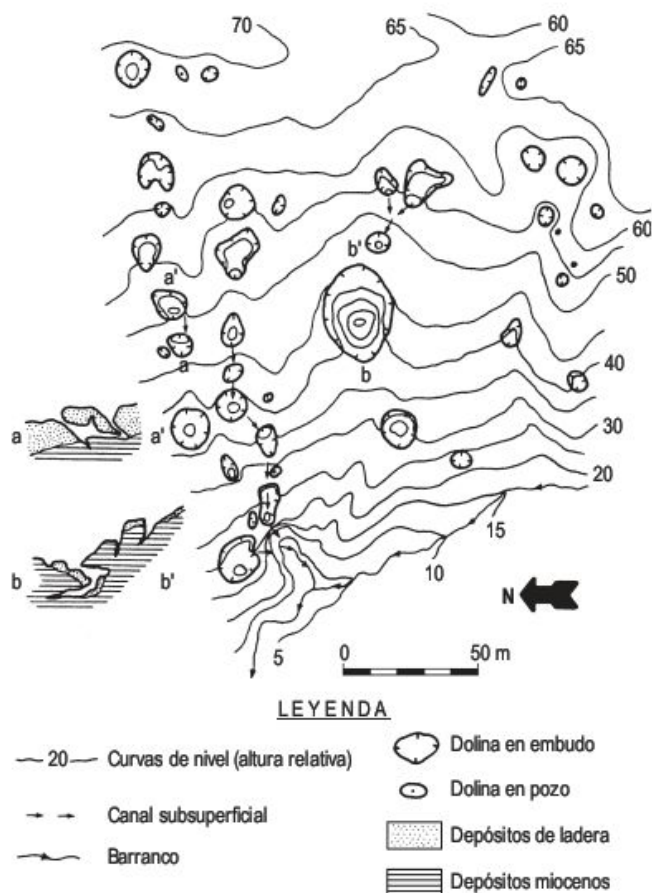 70
65
60
65
60
50
40
30
20
15
10
5
a'
a
b'
b
a
a'
b
b'
N
0
50 m
LEYENDA
20
Curvas de nivel (altura relativa)
Canal subsuperficial
Barranco
Dolina en embudo
Dolina en pozo
Depósitos de ladera
Depósitos miocenos